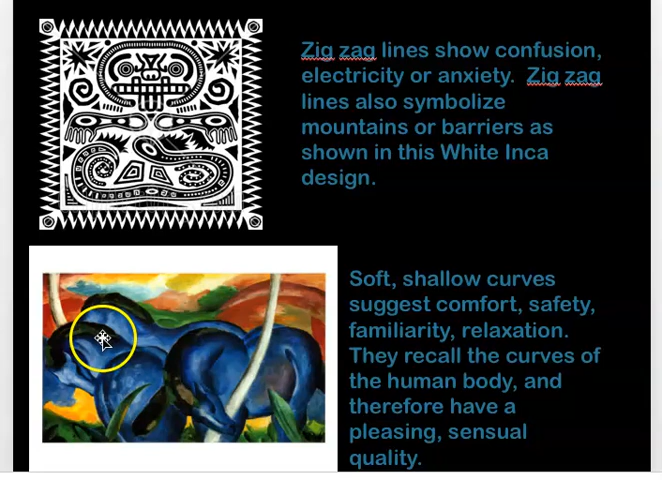 Zig zag lines show confusion,
electricity or anxiety. Zig zag
lines also symbolize
mountains or barriers as
shown in this White Inca
design.
Soft, shallow curves
suggest comfort, safety,
familiarity, relaxation.
They recall the curves of
the human body, and
therefore have a
pleasing, sensual
quality.